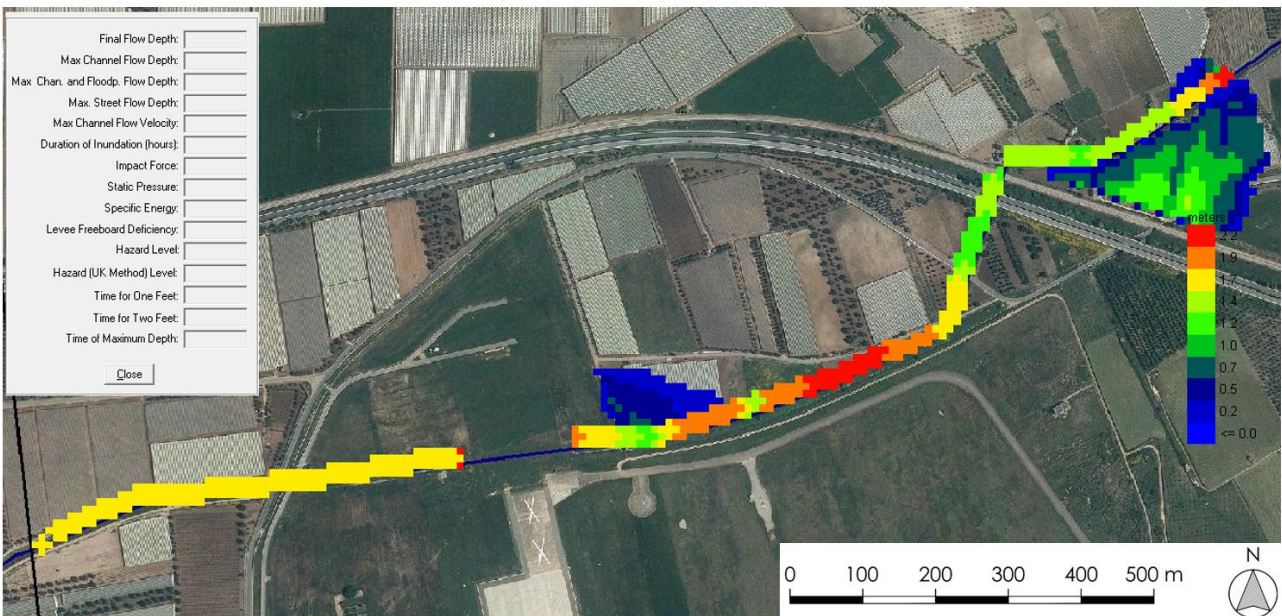 Final Flow Depth:
Max Channel Flow Depth:
Max. Chan. and Floodp. Flow Depth:
Max. Street Flow Depth:
Max Channel Flow Velocity:
Duration of Inundation (hours):
Impact Force:
Static Pressure:
Specific Energy:
Levee Freeboard Deficiency:
Hazard Level:
Hazard (UK Method) Level:
Time for One Feet:
Time for Two Feet:
Time of Maximum Depth:
Close
meters
2.2
1.9
1.7
1.4
1.2
1.0
0.7
0.5
0.2
<= 0.0
0 100 200 300 400 500 m
N